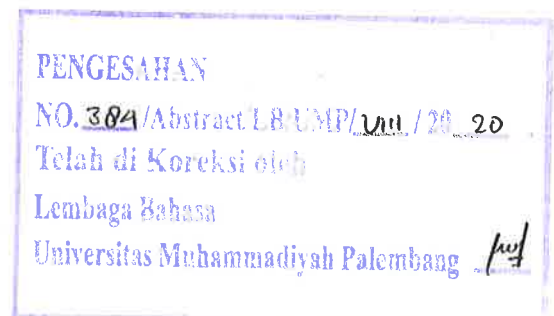 PENGESAHAN
NO. 384 /Abstract LB/UMP/ VIII / 20 20
Telah di Koreksi oleh
Lembaga Bahasa
Universitas Muhammadiyah Palembang